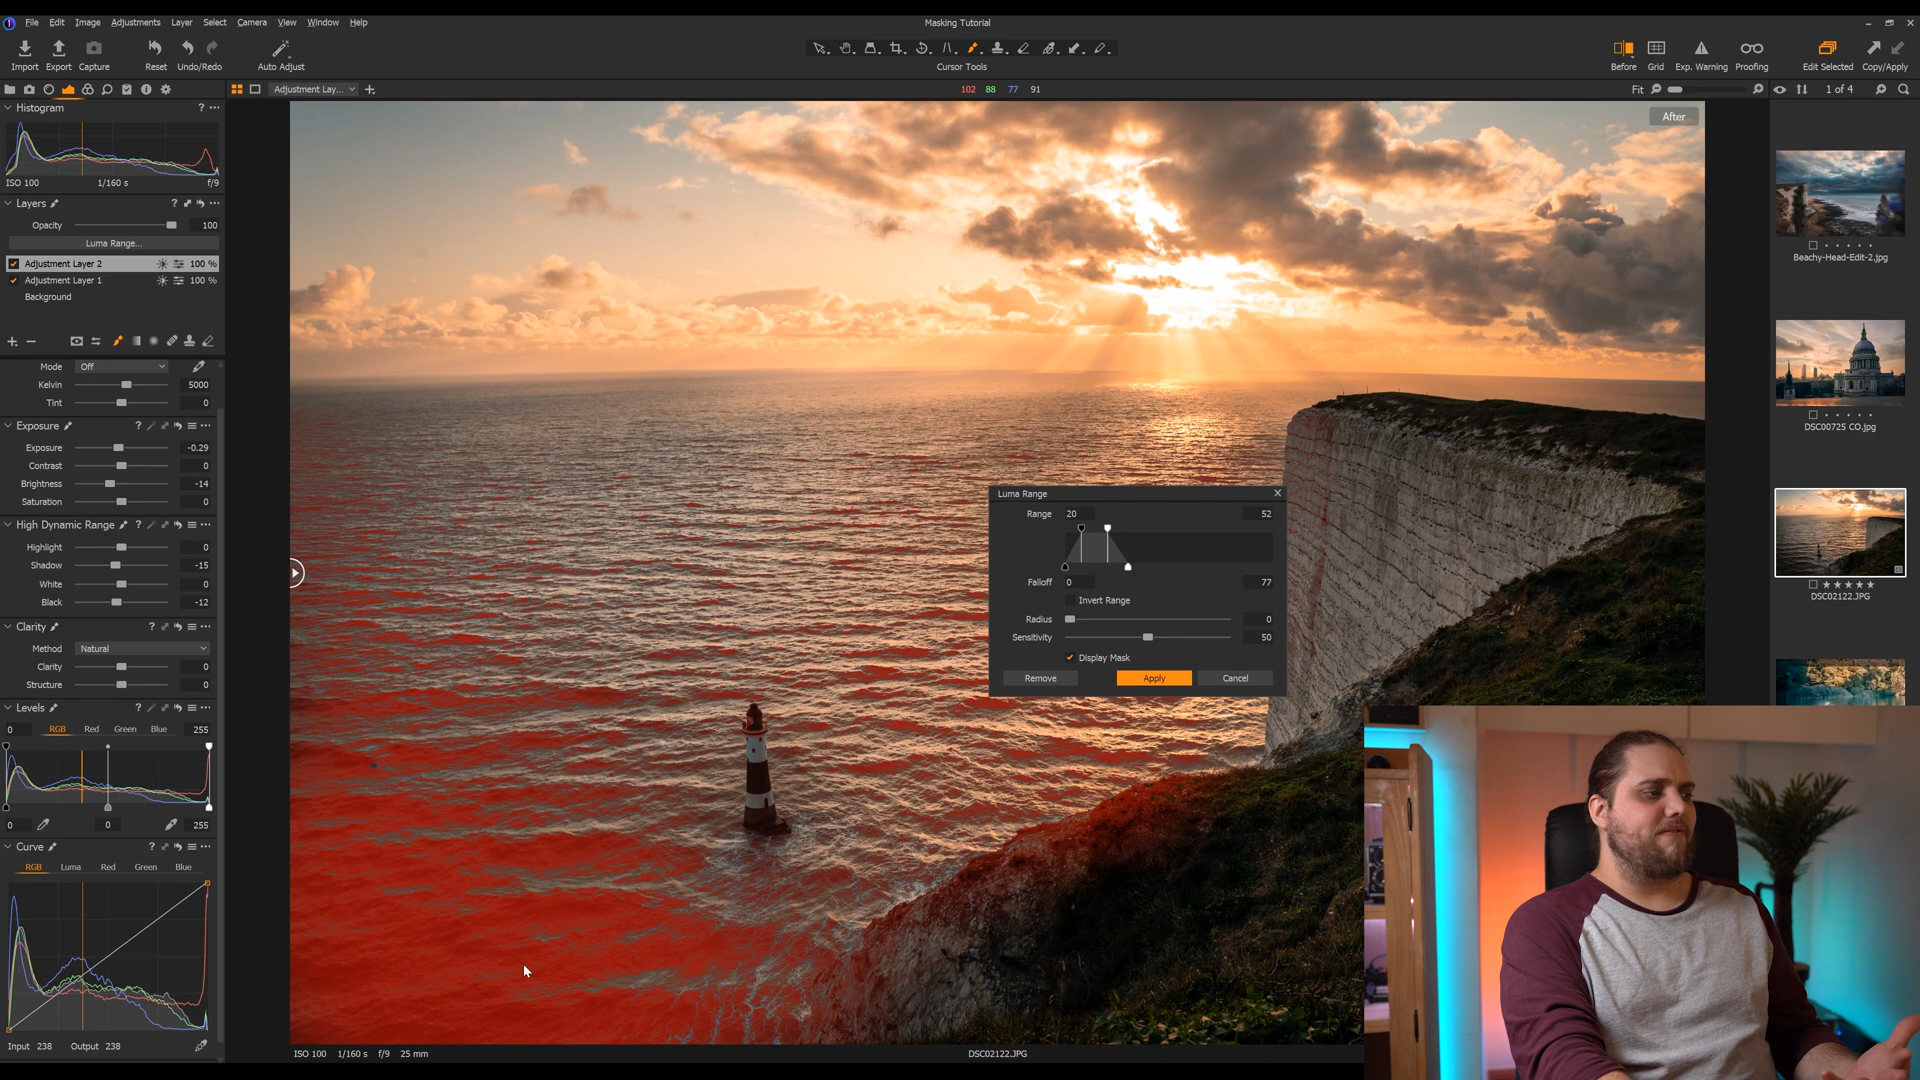 File Edit Image Adjustments Layer Select Camera View Window Help
Masking Tutorial
Import Export Capture Reset Undo/Redo Auto Adjust
Cursor Tools
Before Grid Exp. Warning Proofing Edit Selected Copy/Apply
Adjustment Lay...
102 88 77 91
Fit
1 of 4
Histogram
ISO 100 1/160 s f/9
Layers
Opacity 100
Luma Range...
Adjustment Layer 2 100 %
Adjustment Layer 1 100 %
Background
Mode Off
Kelvin 5000
Tint 0
Exposure
Exposure -0.29
Contrast 0
Brightness -14
Saturation 0
High Dynamic Range
Highlight 0
Shadow -15
White 0
Black -12
Clarity
Method Natural
Clarity 0
Structure 0
Levels
0 RGB Red Green Blue 255
0 0 255
Curve
RGB Luma Red Green Blue
Input 238 Output 238
After
Luma Range
Range 20 52
Falloff 0 77
Invert Range
Radius 0
Sensitivity 50
Display Mask
Remove Apply Cancel
ISO 100 1/160 s f/9 25 mm
DSC02122.JPG
Beachy-Head-Edit-2.jpg
DSC00725 CO.jpg
DSC02122.JPG